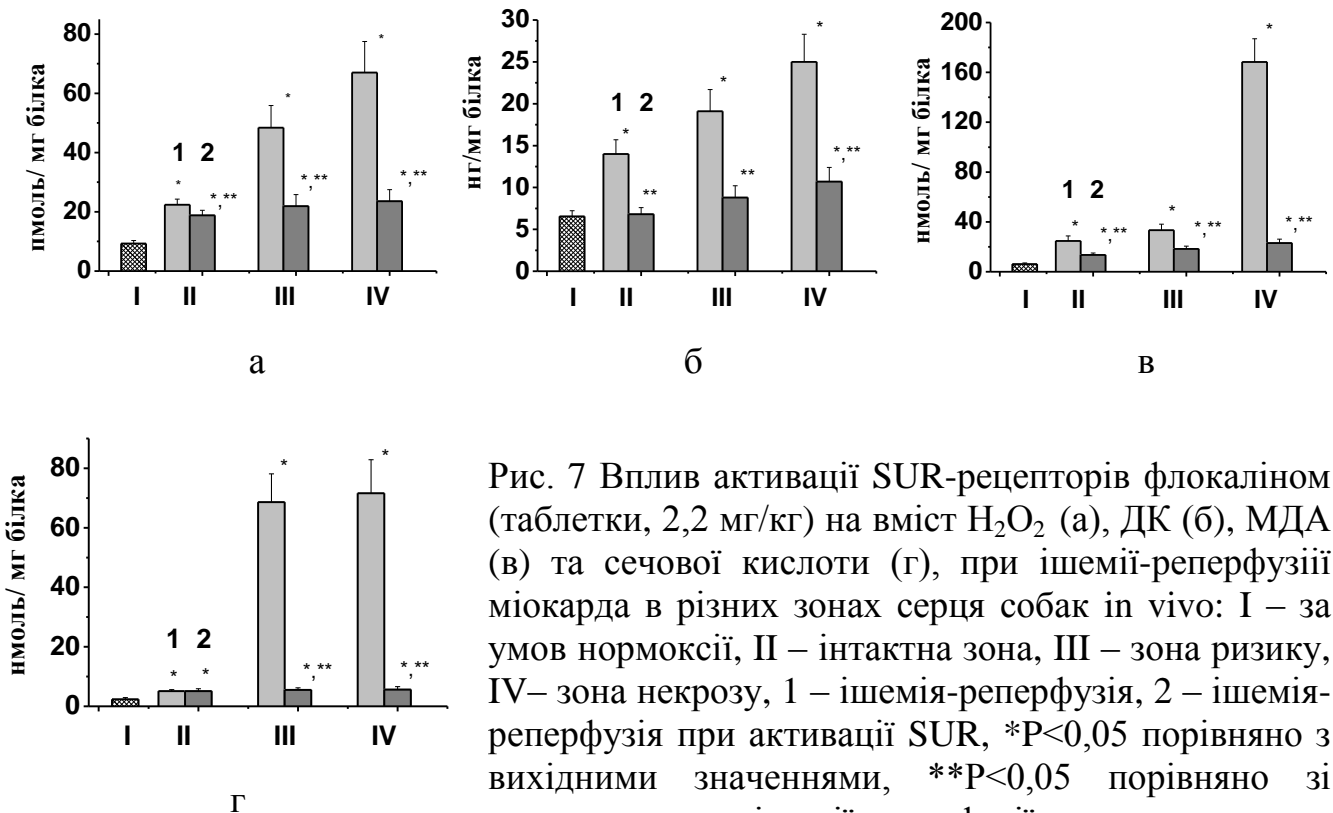 80
60
40
20
0
пмоль/ мг білка
1 2
*
*,**
*
*,**
*
*,**
I II III IV
а
30
25
20
15
10
5
0
нг/мг білка
1 2
*
**
*
**
*
*,**
I II III IV
б
200
160
120
80
40
0
нмоль/ мг білка
1 2
*
*,**
*
*,**
*
*,**
I II III IV
в
80
60
40
20
0
нмоль/ мг білка
1 2
*
*
*
*,**
*
*,**
I II III IV
г
Рис. 7 Вплив активації SUR-рецепторів флокаліном
(таблетки, 2,2 мг/кг) на вміст H₂O₂ (а), ДК (б), МДА
(в) та сечової кислоти (г), при ішемії-реперфузіїї
міокарда в різних зонах серця собак in vivo: I – за
умов нормоксії, II – інтактна зона, III – зона ризику,
IV– зона некрозу, 1 – ішемія-реперфузія, 2 – ішемія-
реперфузія при активації SUR, *P<0,05 порівняно з
вихідними значеннями, **P<0,05 порівняно зі